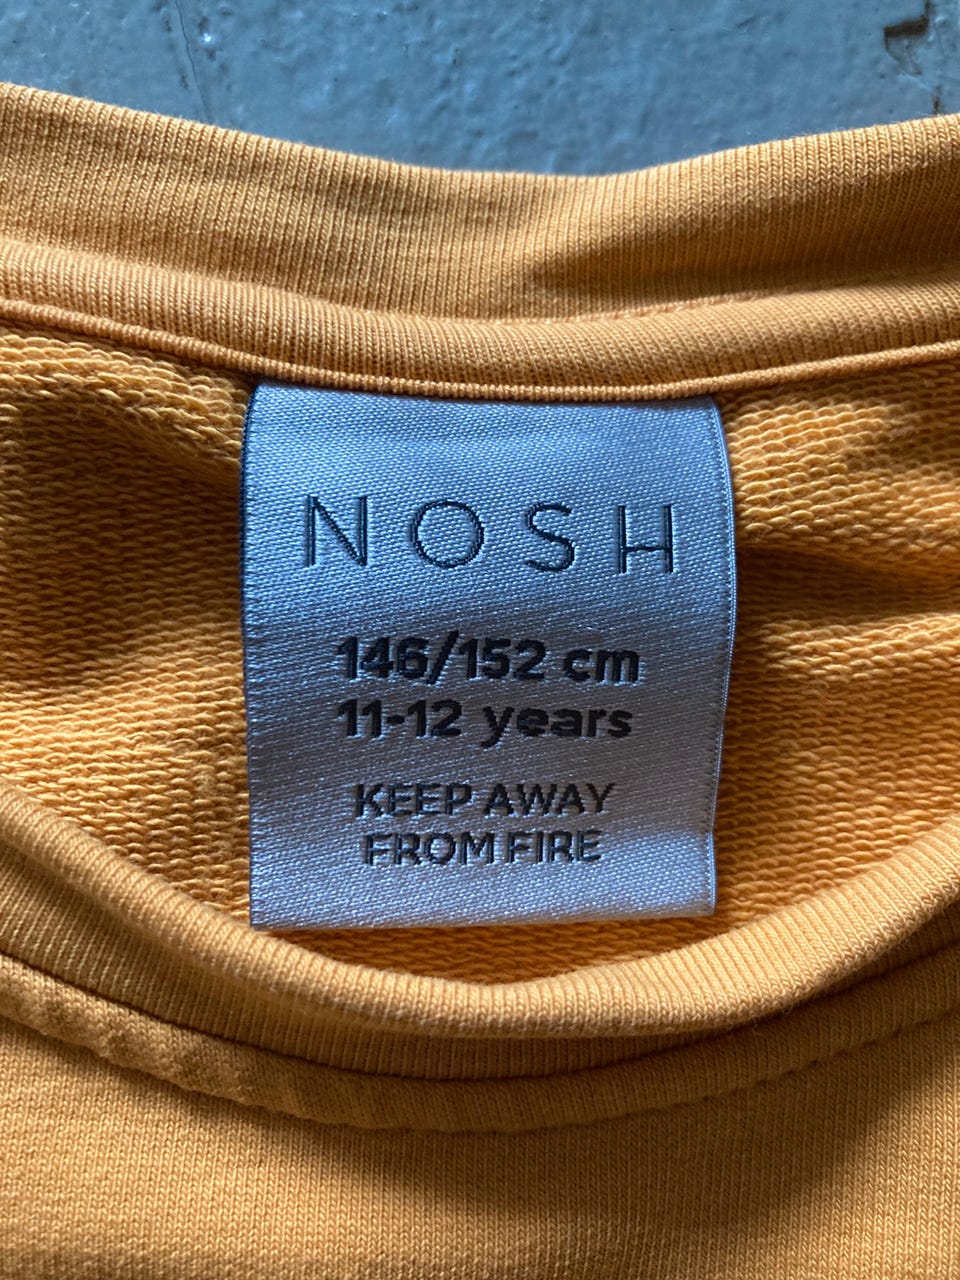 NOSH
146/152 cm
11-12 years
KEEP AWAY
FROM FIRE